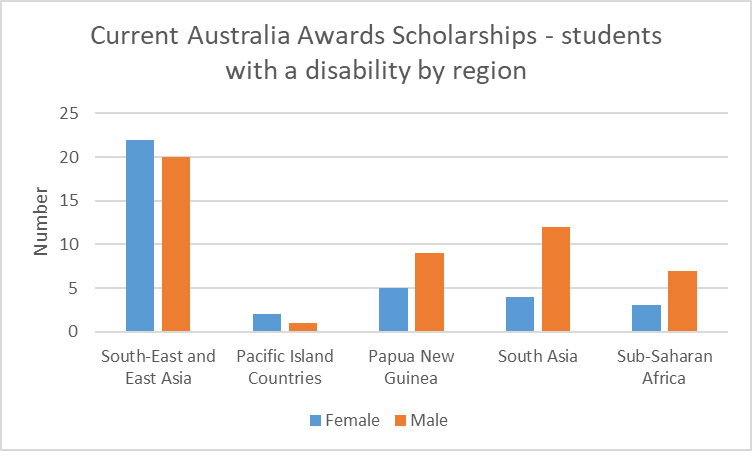 Current Australia Awards Scholarships - students
with a disability by region
25
20
15
10
5
0
Number
South-East and
East Asia
Pacific Island
Countries
Papua New
Guinea
South Asia
Sub-Saharan
Africa
Female
Male